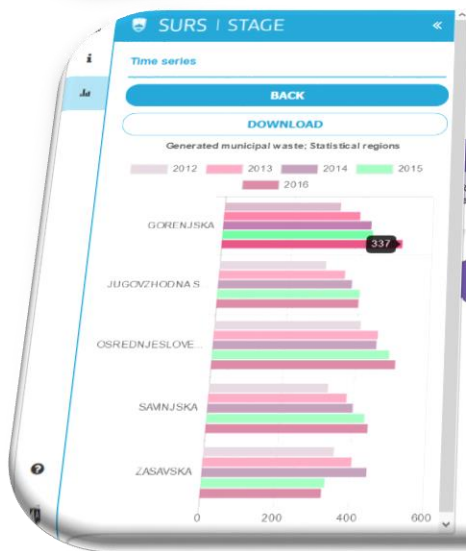 SURS | STAGE
«
i
Time series
BACK
DOWNLOAD
Generated municipal waste; Statistical regions
2012 2013 2014 2015
2016
GORENJSKA
337
JUGOVZHODNA S
OSREDNJESLOVE...
SAVINJSKA
ZASAVSKA
?
0 200 400 600